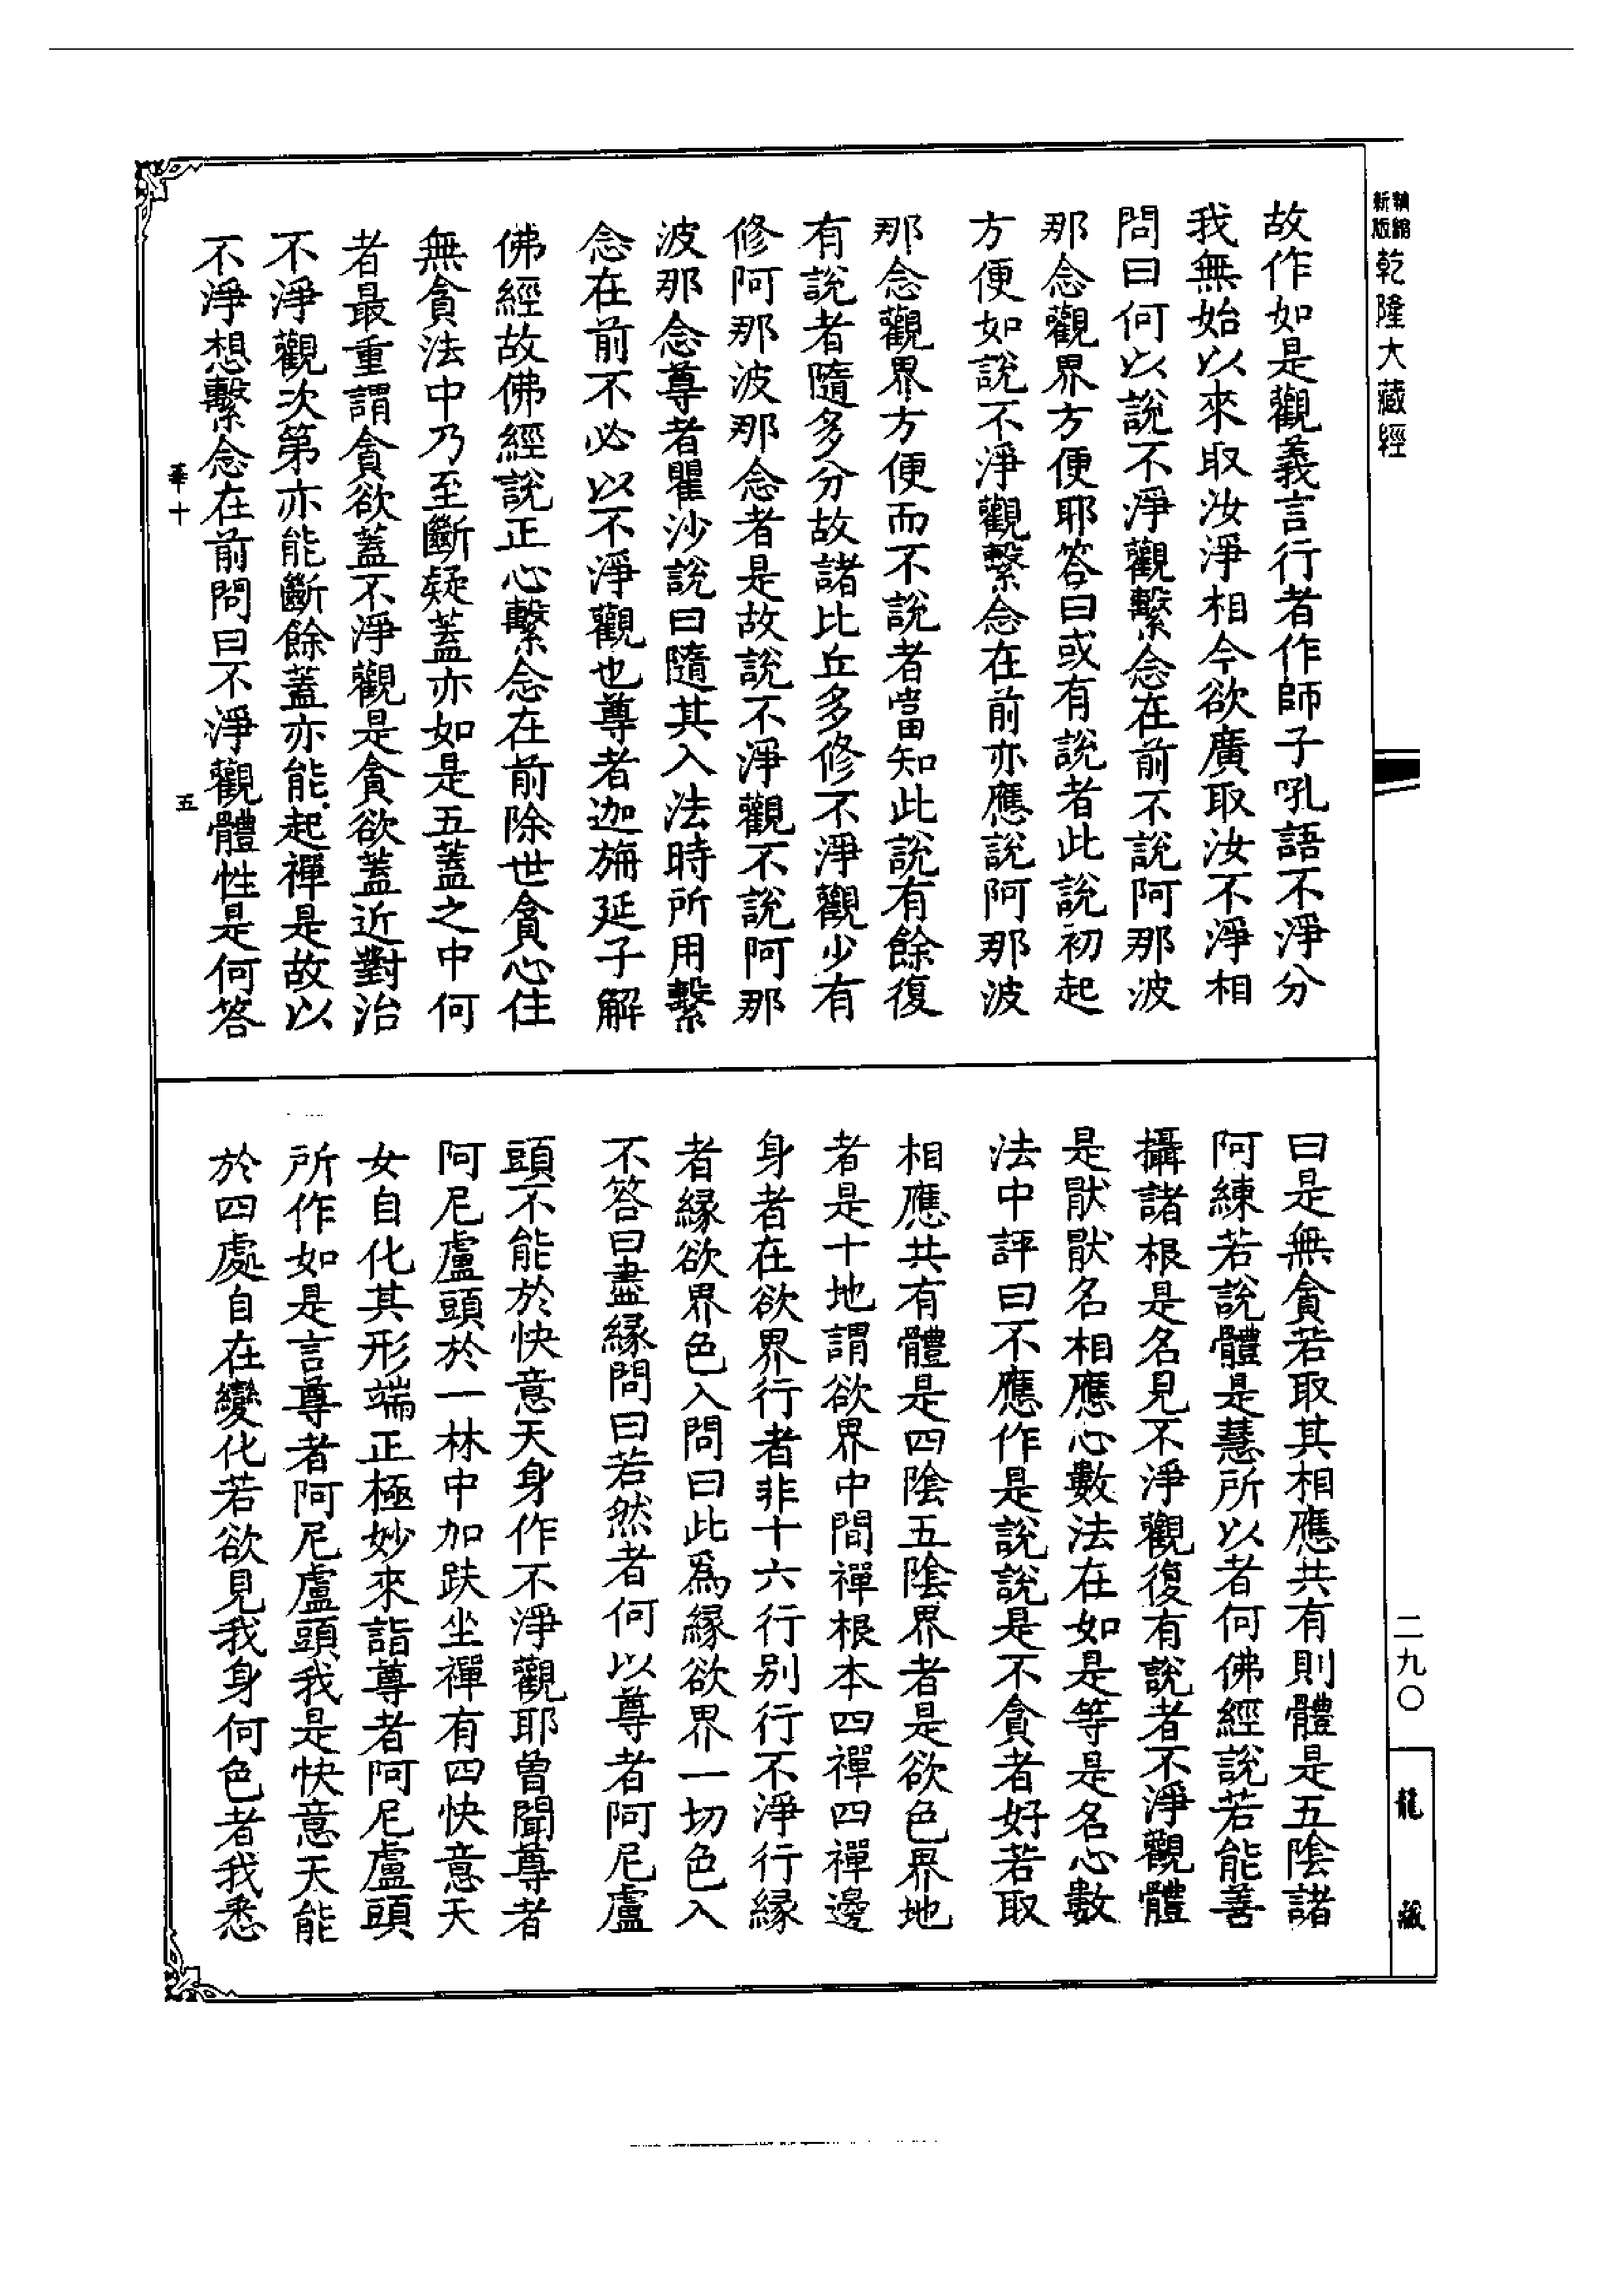 新版精縮乾隆大藏經
故作如是觀義言行者作師子吼語不淨分
我無始以來取汝淨相今欲廣取汝不淨相
問曰何以說不淨觀繫念在前不說阿那波
那念觀界方便耶答曰或有說者此說初起
方便如說不淨觀繫念在前亦應說阿那波
那念觀界方便而不說者當知此說有餘復
有說者隨多分故諸比丘多修不淨觀少有
修阿那波那念者是故說不淨觀不說阿那
波那念尊者瞿沙說曰隨其入法時所用繫
念在前不必以不淨觀也尊者迦旃延子解
佛經故佛經說正心繫念在前除世貪心住
無貪法中乃至斷疑蓋亦如是五蓋之中何
者最重謂貪欲蓋不淨觀是貪欲蓋近對治
不淨觀次第亦能斷餘蓋亦能起禪是故以
不淨想繫念在前問曰不淨觀體性是何答
華十 五
曰是無貪若取其相應共有則體是五陰諸
阿練若說體是慧所以者何佛經說若能善
攝諸根是名見不淨觀復有說者不淨觀體
是猒猒名相應心數法在如是等是名心數
法中評曰不應作是說說是不貪者好若取
相應共有體是四陰五陰界者是欲色界地
者是十地謂欲界中間禪根本四禪四禪邊
身者在欲界行者非十六行別行不淨行緣
者緣欲界色入問曰此為緣欲界一切色入
不答曰盡緣問曰若然者何以尊者阿尼盧
頭不能於快意天身作不淨觀耶曾聞尊者
阿尼盧頭於一林中加趺坐禪有四快意天
女自化其形端正極妙來詣尊者阿尼盧頭
所作如是言尊者阿尼盧頭我是快意天能
於四處自在變化若欲見我身何色者我悉
二九〇
龍藏